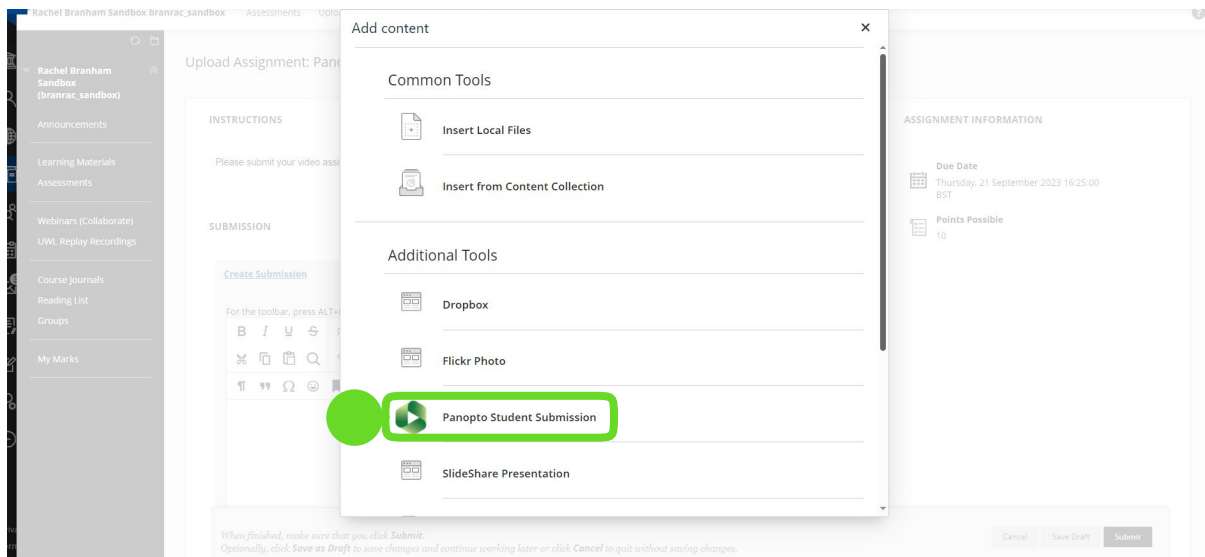 Rachel Branham Sandbox branrac_sandbox Assessments
Add content
Rachel Branham
Sandbox
(branrac_sandbox)
Upload Assignment:
Common Tools
Announcements
INSTRUCTIONS
Insert Local Files
ASSIGNMENT INFORMATION
Learning Materials
Please submit your video
Due Date
Assessments
Insert from Content Collection
Thursday, 21 September 2023 16:25:00
BST
Webinars (Collaborate)
SUBMISSION
Points Possible
10
UWL Replay Recordings
Additional Tools
Course Journals
Create Submission
Reading List
Dropbox
Groups
For the toolbar, press
My Marks
Flickr Photo
Panopto Student Submission
SlideShare Presentation
When finished, make sure that you click Submit.
Optionally, click Save as Draft to save changes and continue working later or click Cancel to quit without saving changes.
Cancel Save Draft Submit